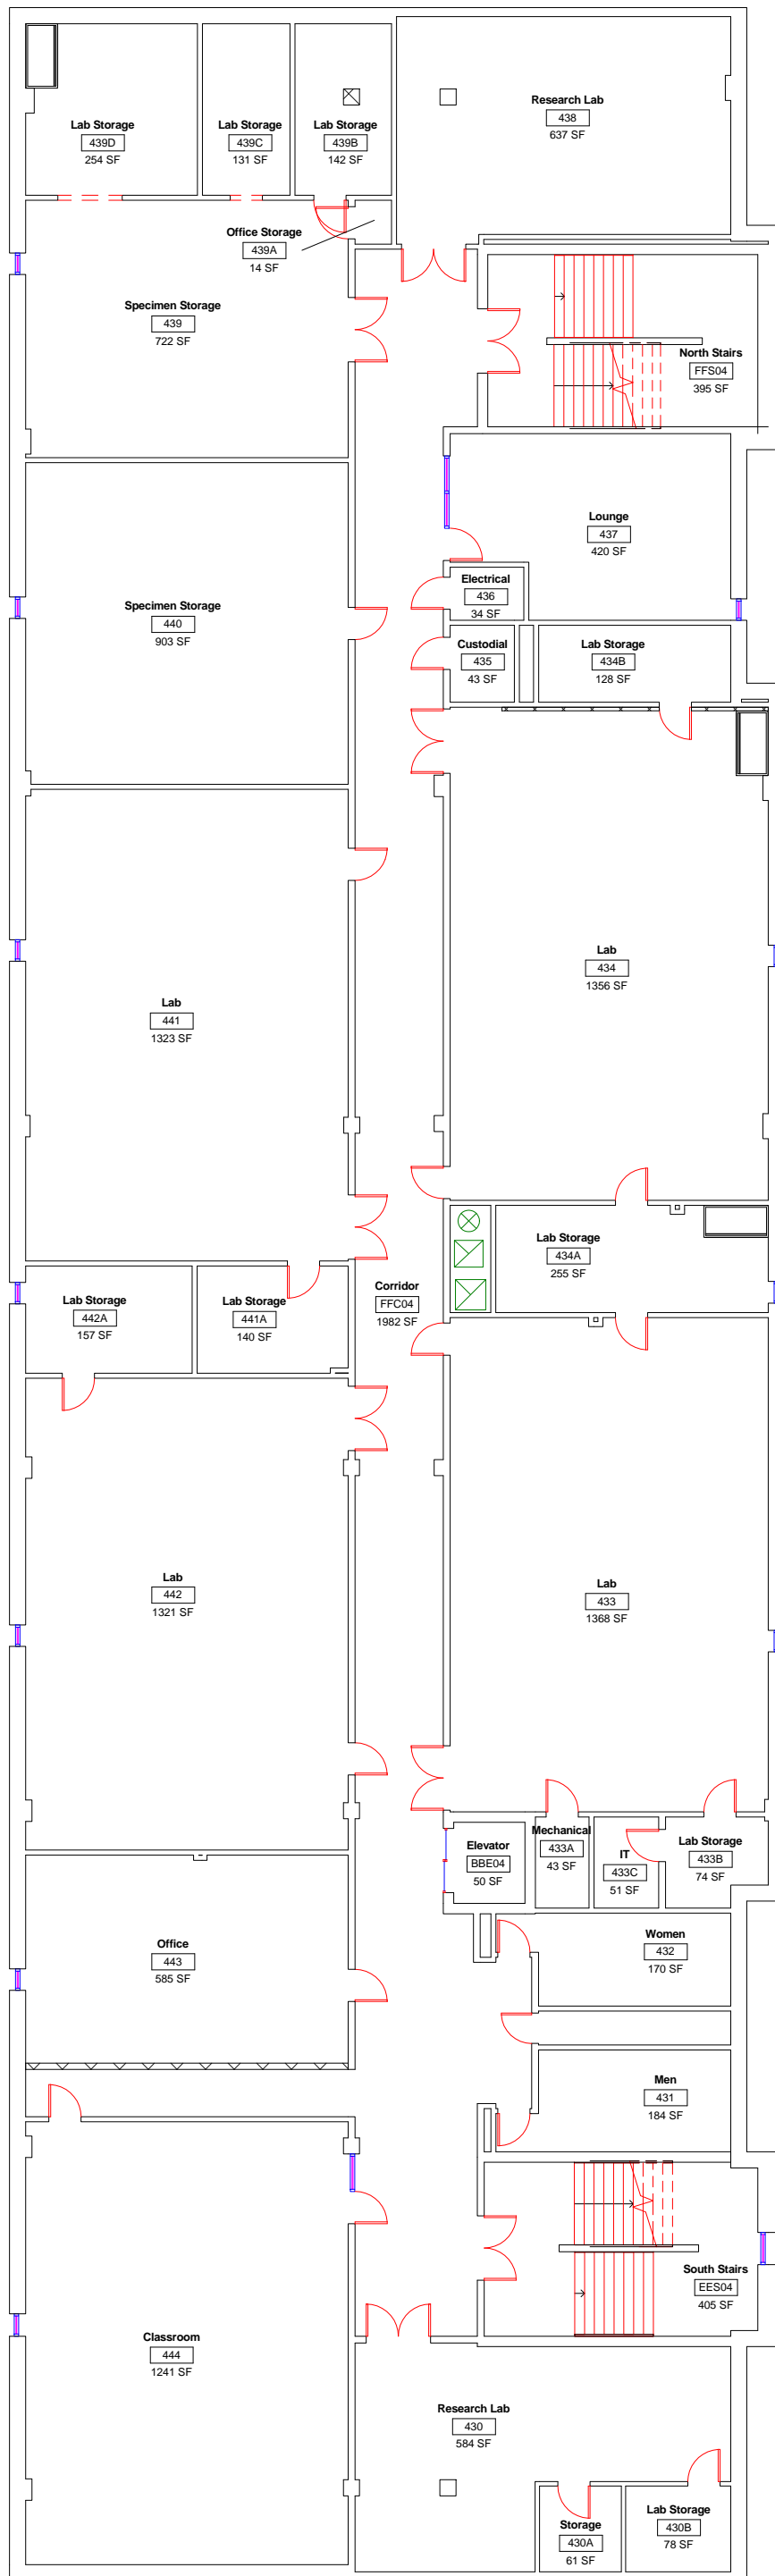 Research Lab
438
637 SF
Lab Storage
439D
254 SF
Lab Storage
439C
131 SF
Lab Storage
439B
142 SF
Office Storage
439A
14 SF
Specimen Storage
439
722 SF
North Stairs
FFS04
395 SF
Lounge
437
420 SF
Electrical
436
34 SF
Specimen Storage
440
903 SF
Custodial
435
43 SF
Lab Storage
434B
128 SF
Lab
434
1356 SF
Lab
441
1323 SF
Lab Storage
434A
255 SF
Corridor
FFC04
1982 SF
Lab Storage
442A
157 SF
Lab Storage
441A
140 SF
Lab
442
1321 SF
Lab
433
1368 SF
Elevator
BBE04
50 SF
Mechanical
433A
43 SF
IT
433C
51 SF
Lab Storage
433B
74 SF
Office
443
585 SF
Women
432
170 SF
Men
431
184 SF
South Stairs
EES04
405 SF
Classroom
444
1241 SF
Research Lab
430
584 SF
Storage
430A
61 SF
Lab Storage
430B
78 SF